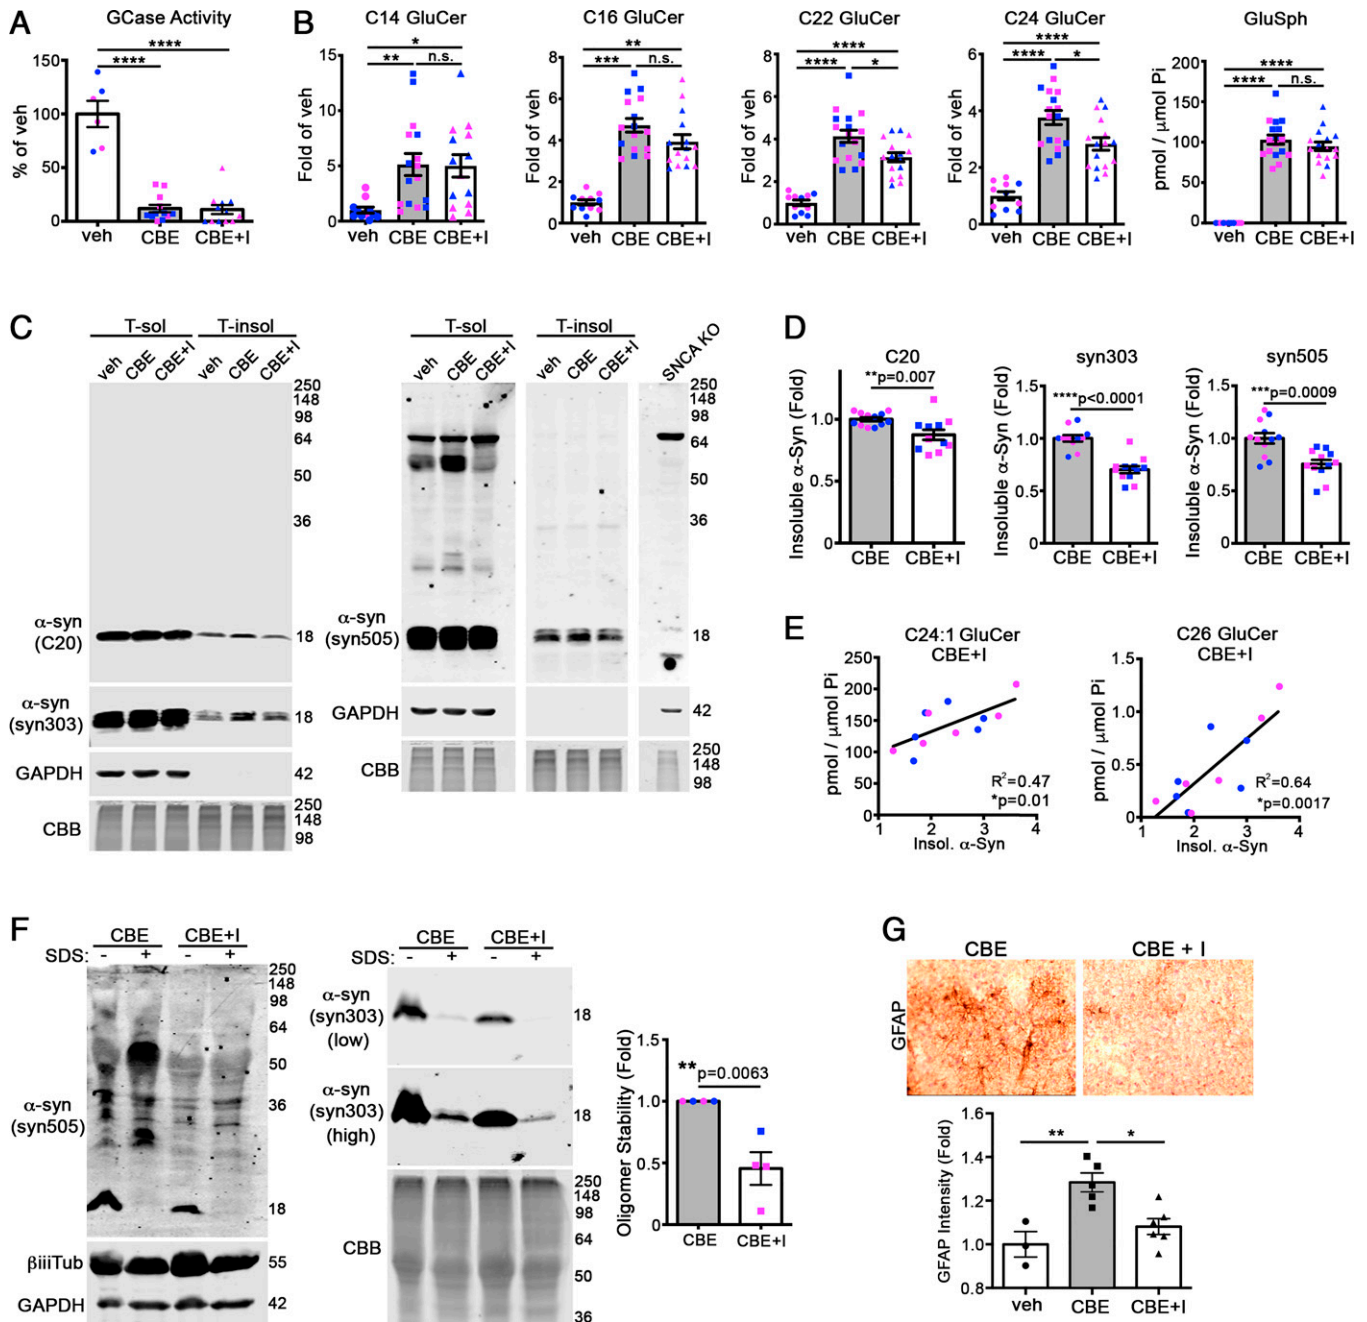 A
GCase Activity
****
****
% of veh
150
100
50
0
veh
CBE
CBE+I
B
C14 GluCer
*
**
n.s.
Fold of veh
15
10
5
0
veh
CBE
CBE+I
C16 GluCer
**
***
n.s.
Fold of veh
8
6
4
2
0
veh
CBE
CBE+I
C22 GluCer
****
****
*
Fold of veh
8
6
4
2
0
veh
CBE
CBE+I
C24 GluCer
****
****
*
Fold of veh
6
4
2
0
veh
CBE
CBE+I
GluSph
****
****
n.s.
pmol / μmol Pi
200
150
100
50
0
veh
CBE
CBE+I
C
T-sol
T-insol
veh
CBE
CBE+I
veh
CBE
CBE+I
250
148
98
64
50
36
α-syn
(C20)
18
α-syn
(syn303)
18
GAPDH
42
CBB
250
148
98
T-sol
T-insol
veh
CBE
CBE+I
veh
CBE
CBE+I
SNCA KO
250
148
98
64
50
36
α-syn
(syn505)
18
GAPDH
42
CBB
250
148
98
D
C20
**p=0.007
Insoluble α-Syn (Fold)
1.0
0.5
0.0
CBE
CBE+I
syn303
****p<0.0001
Insoluble α-Syn (Fold)
1.5
1.0
0.5
0
CBE
CBE+I
syn505
***p=0.0009
Insoluble α-Syn (Fold)
1.5
1.0
0.5
0
CBE
CBE+I
E
C24:1 GluCer
CBE+I
pmol / μmol Pi
250
200
150
100
50
0
R²=0.47
*p=0.01
1
2
3
4
Insol. α-Syn
C26 GluCer
CBE+I
pmol / μmol Pi
1.5
1.0
0.5
0
R²=0.64
*p=0.0017
1
2
3
4
Insol. α-Syn
F
CBE
CBE+I
SDS: - + - +
250
148
98
64
50
α-syn
(syn505)
36
18
βiiiTub
55
GAPDH
42
CBE
CBE+I
SDS: - + - +
α-syn
(syn303)
(low)
18
α-syn
(syn303)
(high)
18
CBB
250
148
98
64
50
36
Oligomer Stability (Fold)
**p=0.0063
1.5
1.0
0.5
0
CBE
CBE+I
G
CBE
CBE + I
GFAP
**
*
GFAP Intensity (Fold)
1.6
1.4
1.2
1.0
0.8
veh
CBE
CBE+I